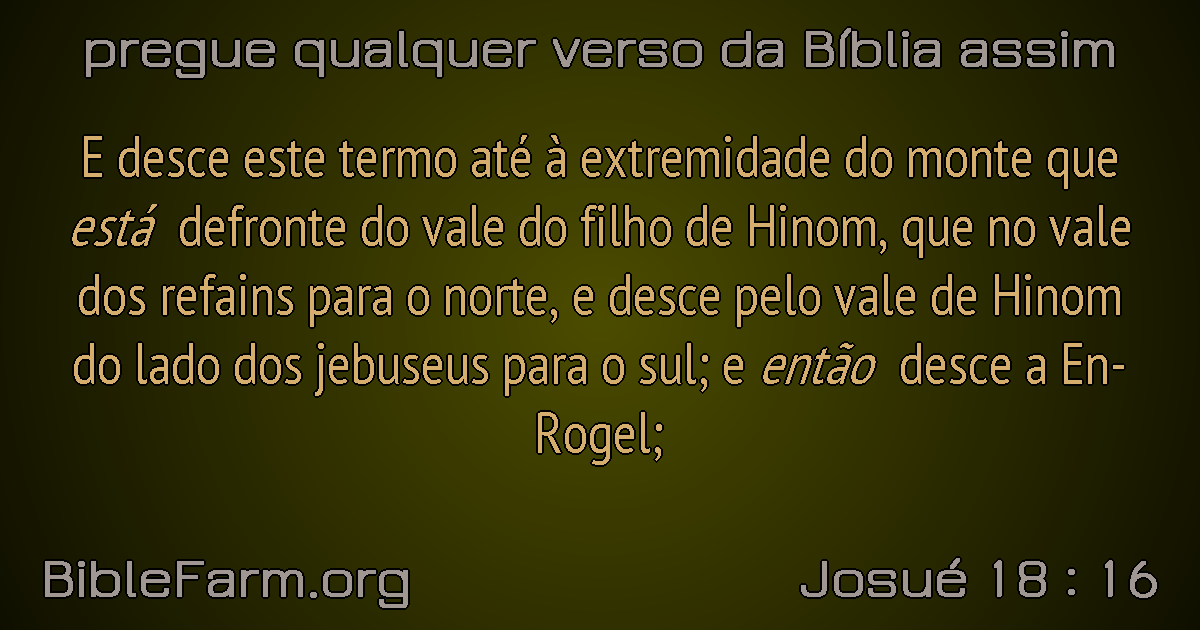 pregue qualquer verso da Bíblia assim
E desce este termo até à extremidade do monte que
está defronte do vale do filho de Hinom, que no vale
dos refains para o norte, e desce pelo vale de Hinom
do lado dos jebuseus para o sul; e então desce a En-
Rogel;
BibleFarm.org
Josué 18 : 16